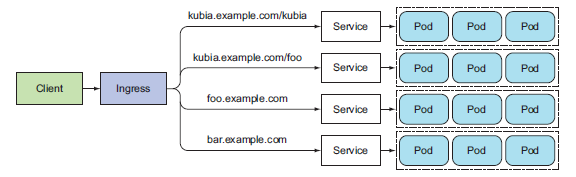 kubia.example.com/kubia
Service
Pod Pod Pod
kubia.example.com/foo
Service
Pod Pod Pod
Client
Ingress
foo.example.com
Service
Pod Pod Pod
bar.example.com
Service
Pod Pod Pod